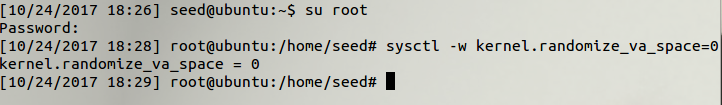 [10/24/2017 18:26] seed@ubuntu:~$ su root
Password:
[10/24/2017 18:28] root@ubuntu:/home/seed# sysctl -w kernel.randomize_va_space=0
kernel.randomize_va_space = 0
[10/24/2017 18:29] root@ubuntu:/home/seed#